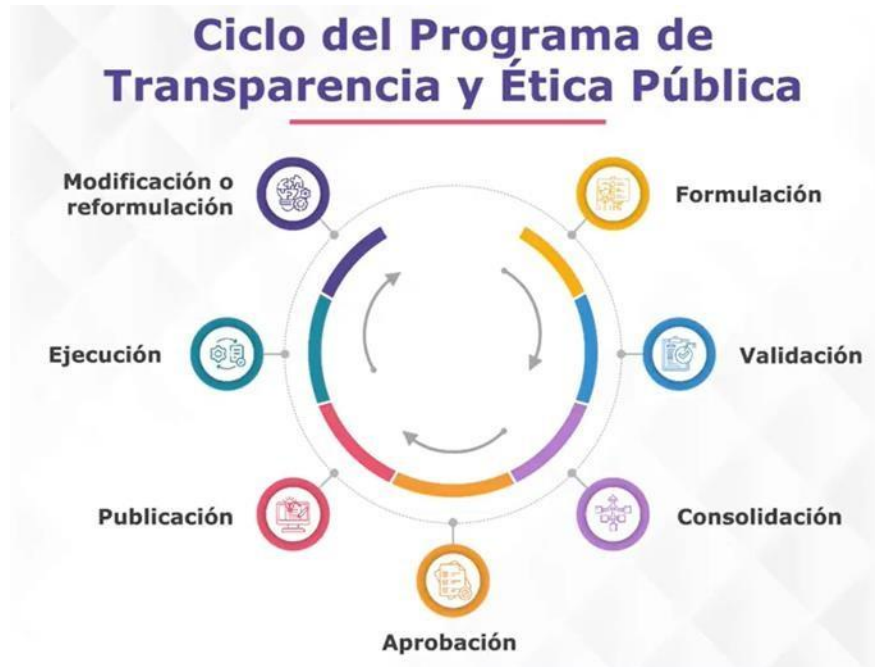 Ciclo del Programa de
Transparencia y Ética Pública
Formulación
Validación
Consolidación
Aprobación
Publicación
Ejecución
Modificación o
reformulación